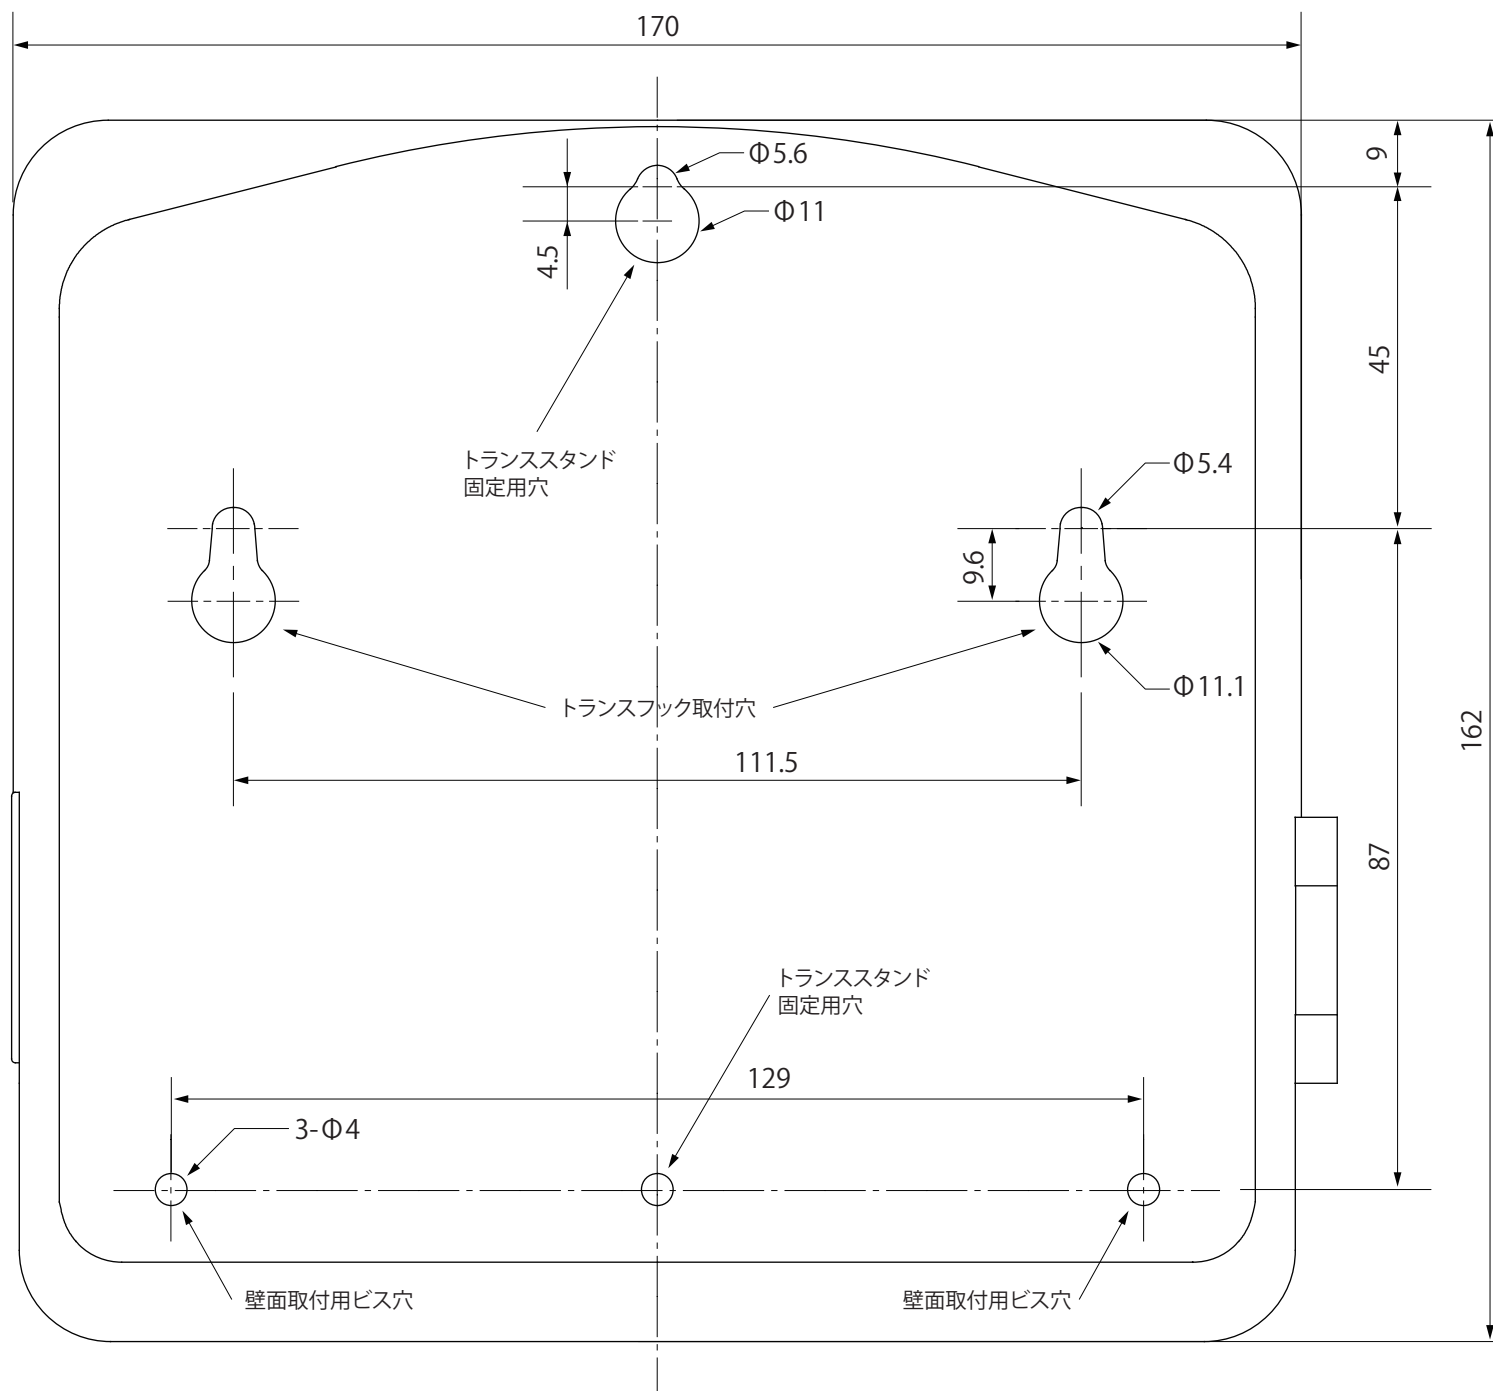 170
Φ5.6
9
Φ11
4.5
45
トランススタンド
固定用穴
Φ5.4
9.6
Φ11.1
トランスフック取付穴
162
111.5
87
トランススタンド
固定用穴
129
3-Φ4
壁面取付用ビス穴
壁面取付用ビス穴